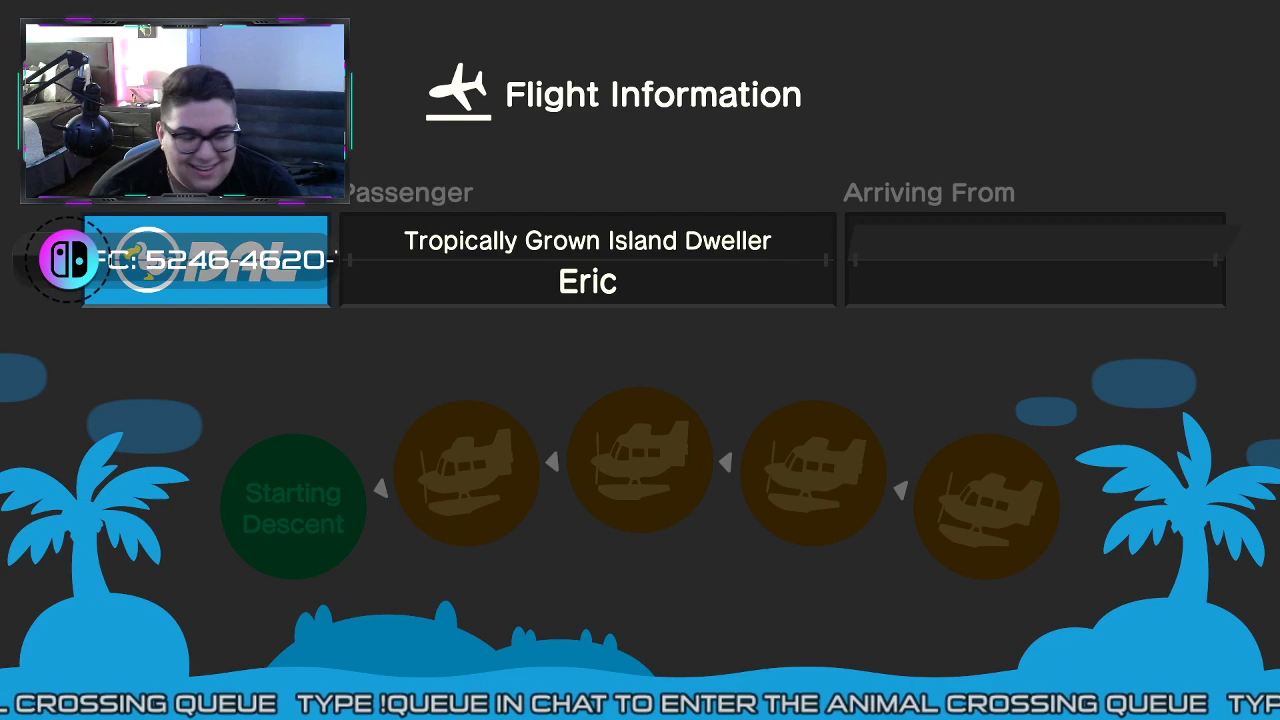 Flight Information
Passenger
Arriving From
FC: 5246-4620-
DAL
Tropically Grown Island Dweller
Eric
Starting
Descent
CROSSING QUEUE TYPE !QUEUE IN CHAT TO ENTER THE ANIMAL CROSSING QUEUE